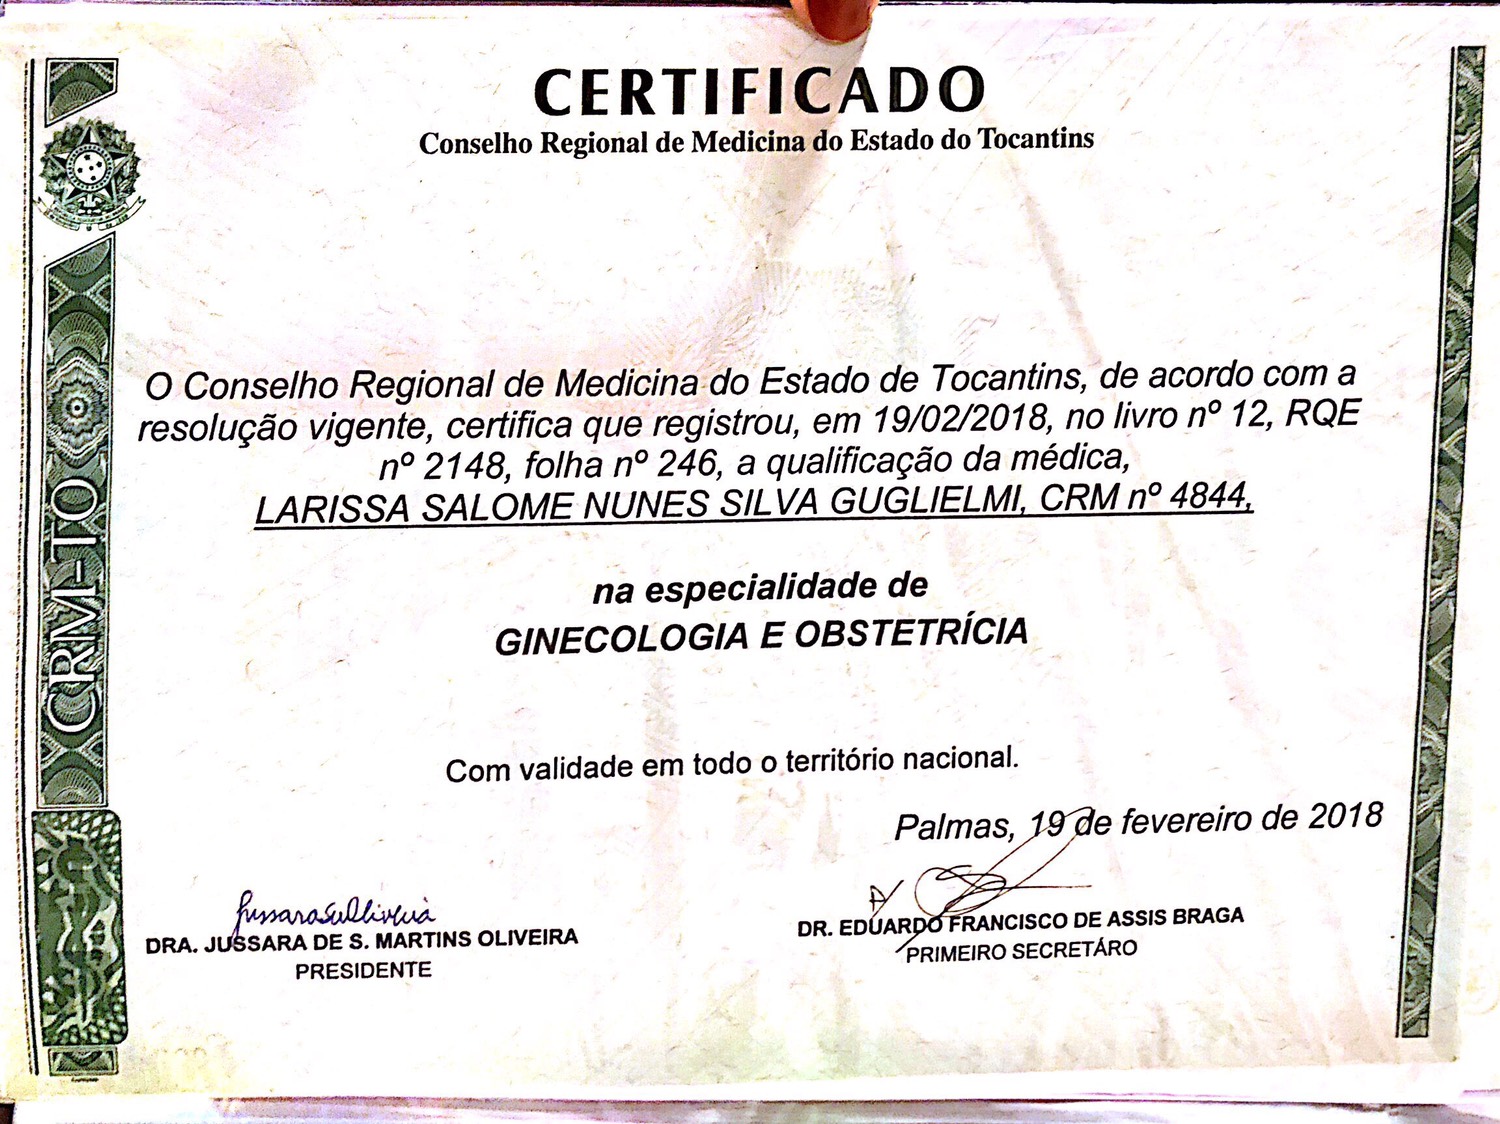 CERTIFICADO
Conselho Regional de Medicina do Estado do Tocantins
O Conselho Regional de Medicina do Estado de Tocantins, de acordo com a
resolução vigente, certifica que registrou, em 19/02/2018, no livro nº 12, RQE
nº 2148, folha nº 246, a qualificação da médica,
LARISSA SALOME NUNES SILVA GUGLIELMI, CRM nº 4844,
na especialidade de
GINECOLOGIA E OBSTETRÍCIA
Com validade em todo o território nacional.
Palmas, 19 de fevereiro de 2018
DRA. JUSSARA DE S. MARTINS OLIVEIRA
PRESIDENTE
DR. EDUARDO FRANCISCO DE ASSIS BRAGA
PRIMEIRO SECRETÁRO
CRM-TO